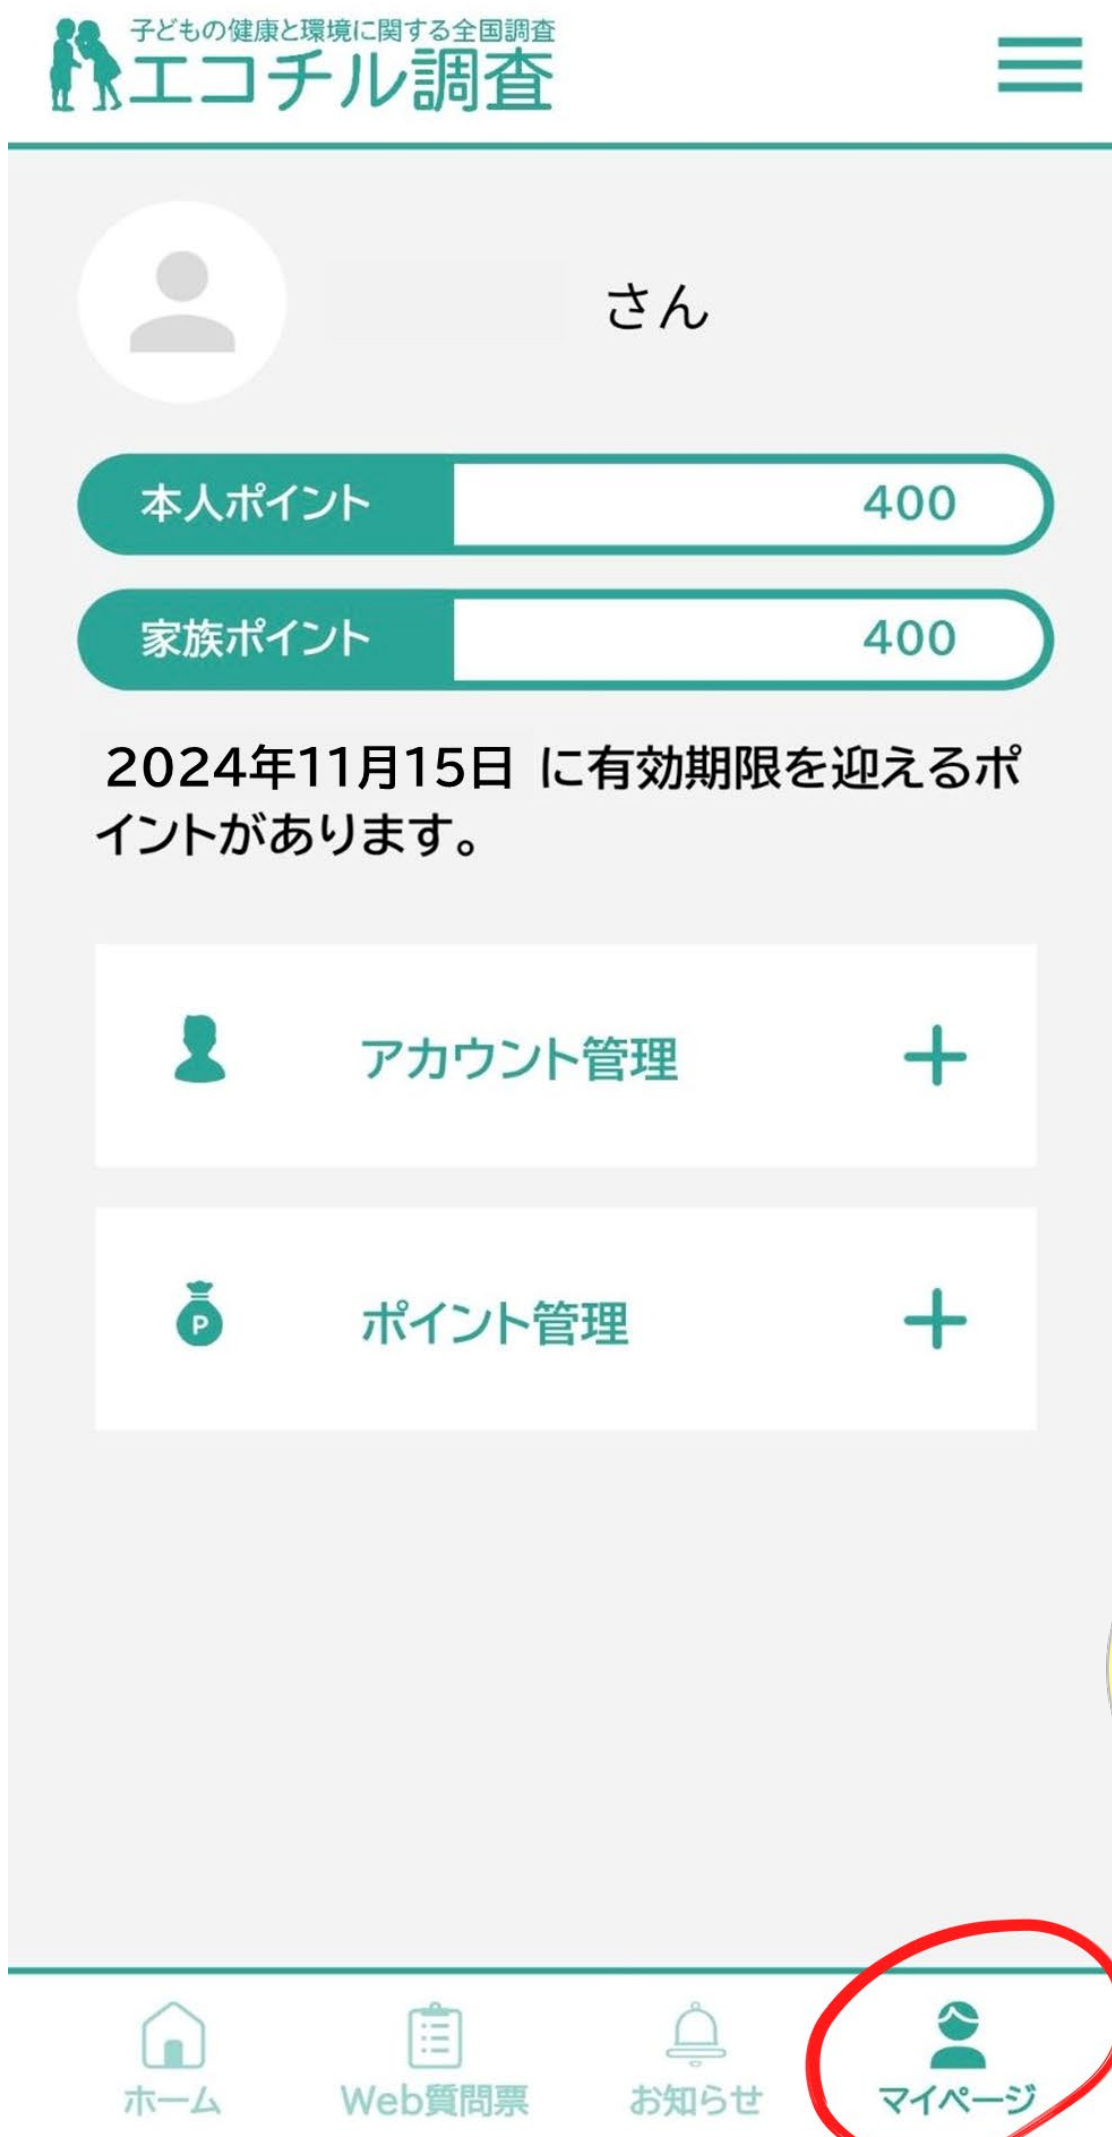 子どもの健康と環境に関する全国調査
エコチル調査
さん
本人ポイント 400
家族ポイント 400
2024年11月15日 に有効期限を迎えるポ
イントがあります。
アカウント管理
P ポイント管理
ホーム Web質問票 お知らせ マイページ